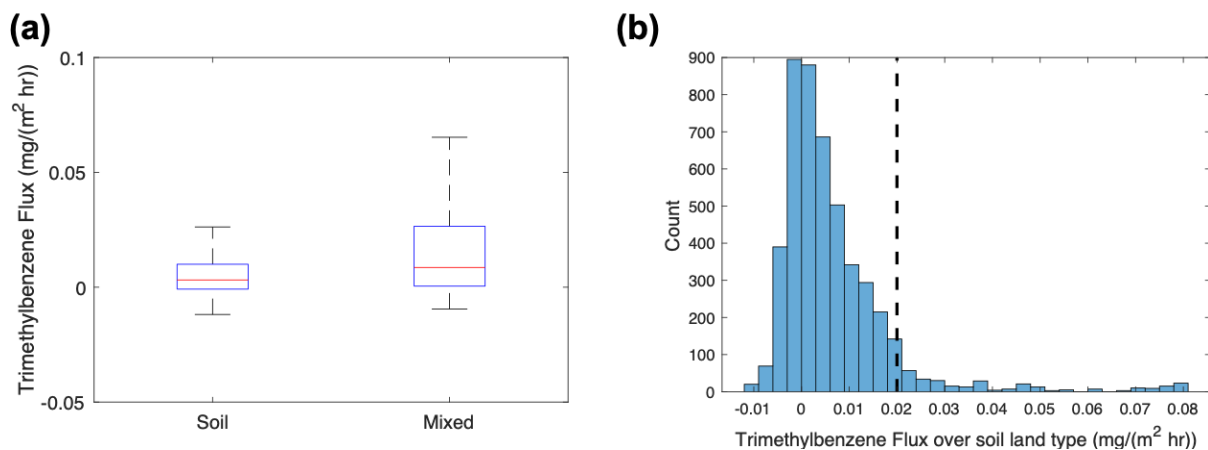 (a)
Trimethylbenzene Flux (mg/(m² hr))
0.1
0.05
0
-0.05
Soil Mixed
(b)
Count
900
800
700
600
500
400
300
200
100
0
-0.01 0 0.01 0.02 0.03 0.04 0.05 0.06 0.07 0.08
Trimethylbenzene Flux over soil land type (mg/(m² hr))